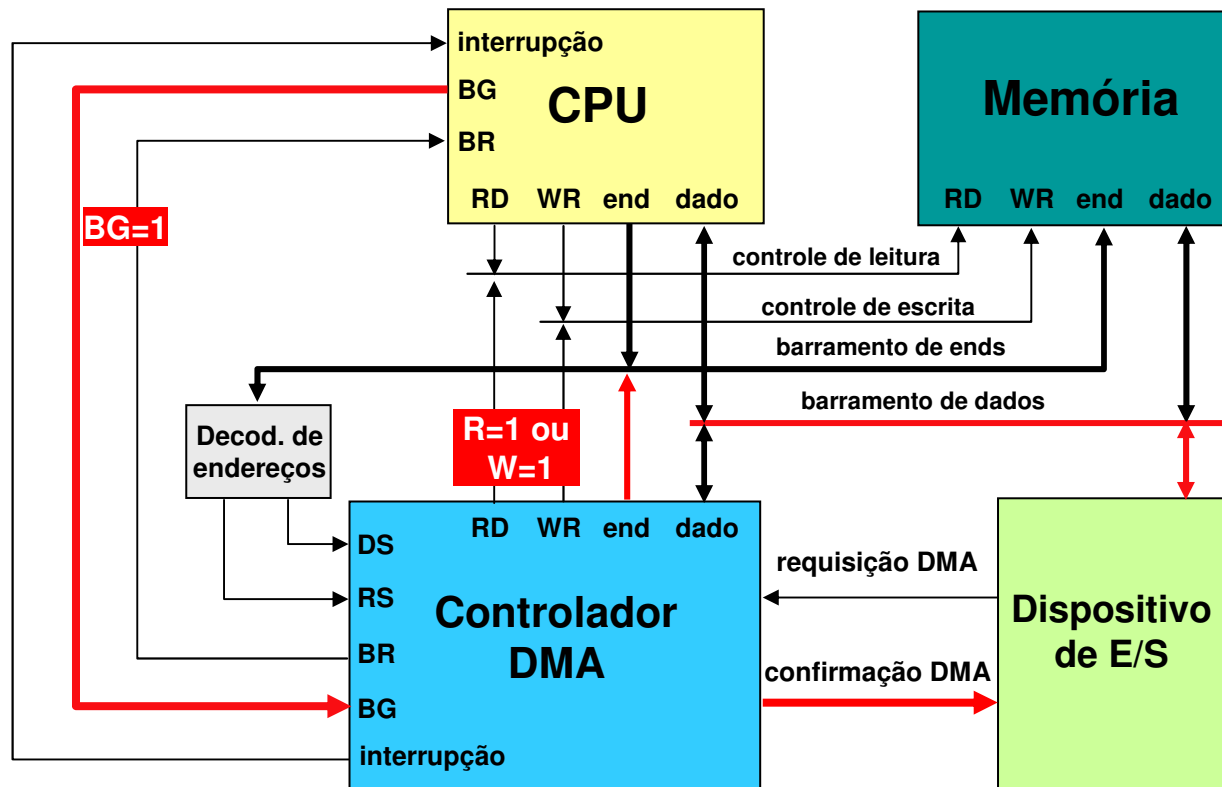 interrupção
BG
CPU
BR
RD WR end dado
Memória
RD WR end dado
BG=1
controle de leitura
controle de escrita
barramento de ends
barramento de dados
Decod. de
endereços
R=1 ou
W=1
RD WR end dado
DS
RS
BR
BG
interrupção
Controlador
DMA
requisição DMA
confirmação DMA
Dispositivo
de E/S